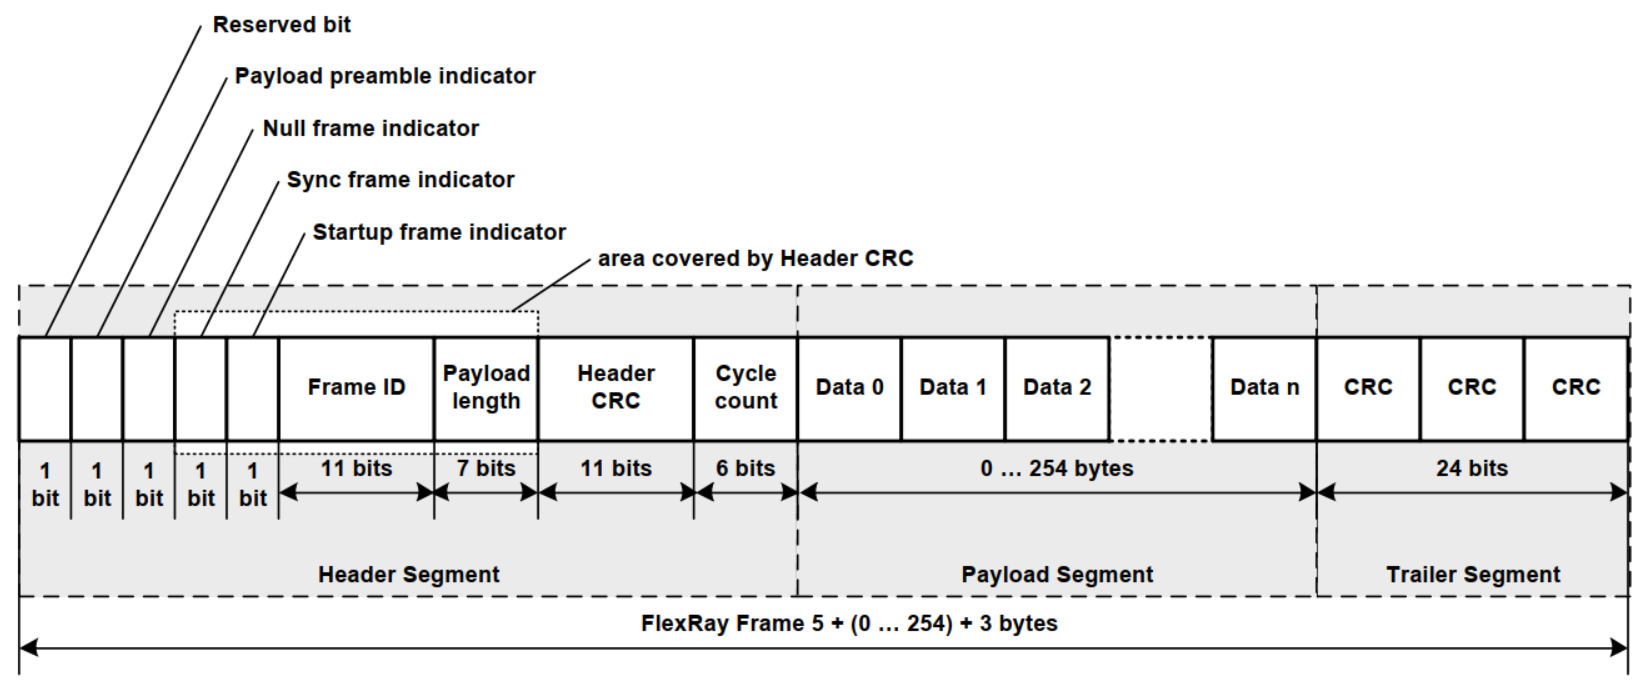 Reserved bit
Payload preamble indicator
Null frame indicator
Sync frame indicator
Startup frame indicator
area covered by Header CRC
Frame ID
Payload
length
Header
CRC
Cycle
count
Data 0
Data 1
Data 2
Data n
CRC
CRC
CRC
1
bit
1
bit
1
bit
1
bit
1
bit
11 bits
7 bits
11 bits
6 bits
0 … 254 bytes
24 bits
Header Segment
Payload Segment
Trailer Segment
FlexRay Frame 5 + (0 … 254) + 3 bytes